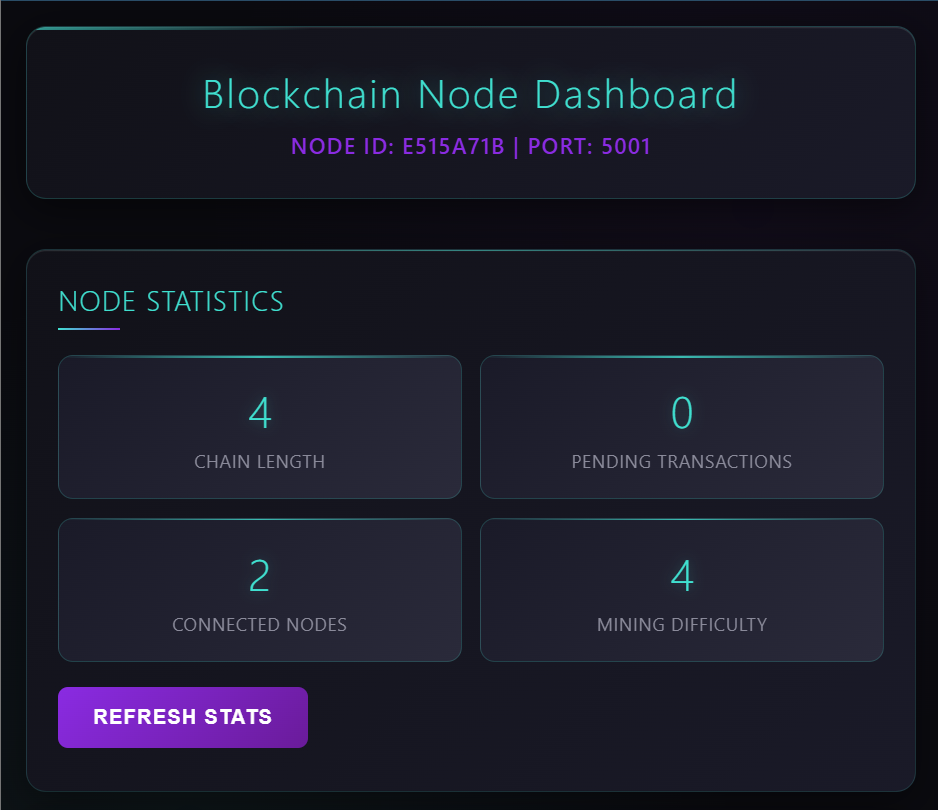 Blockchain Node Dashboard
NODE ID: E515A71B | PORT: 5001
NODE STATISTICS
4
CHAIN LENGTH
0
PENDING TRANSACTIONS
2
CONNECTED NODES
4
MINING DIFFICULTY
REFRESH STATS